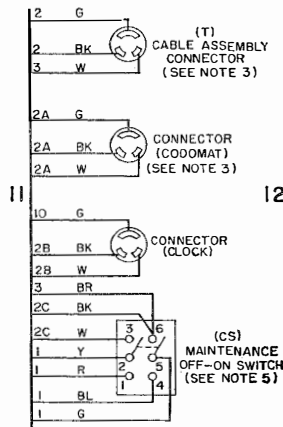 2 G
(T)
CABLE ASSEMBLY
CONNECTOR
(SEE NOTE 3)
2 BK
3 W
2A G
CONNECTOR
(CODOMAT)
(SEE NOTE 3)
2A BK
2A W
11 12
10 G
CONNECTOR
(CLOCK)
2B BK
2B W
3 BR
2C BK
2C W 3 6
(CS)
MAINTENANCE
OFF-ON SWITCH
(SEE NOTE 5)
1 Y 2 5
1 R 1 4
1 BL
1 G